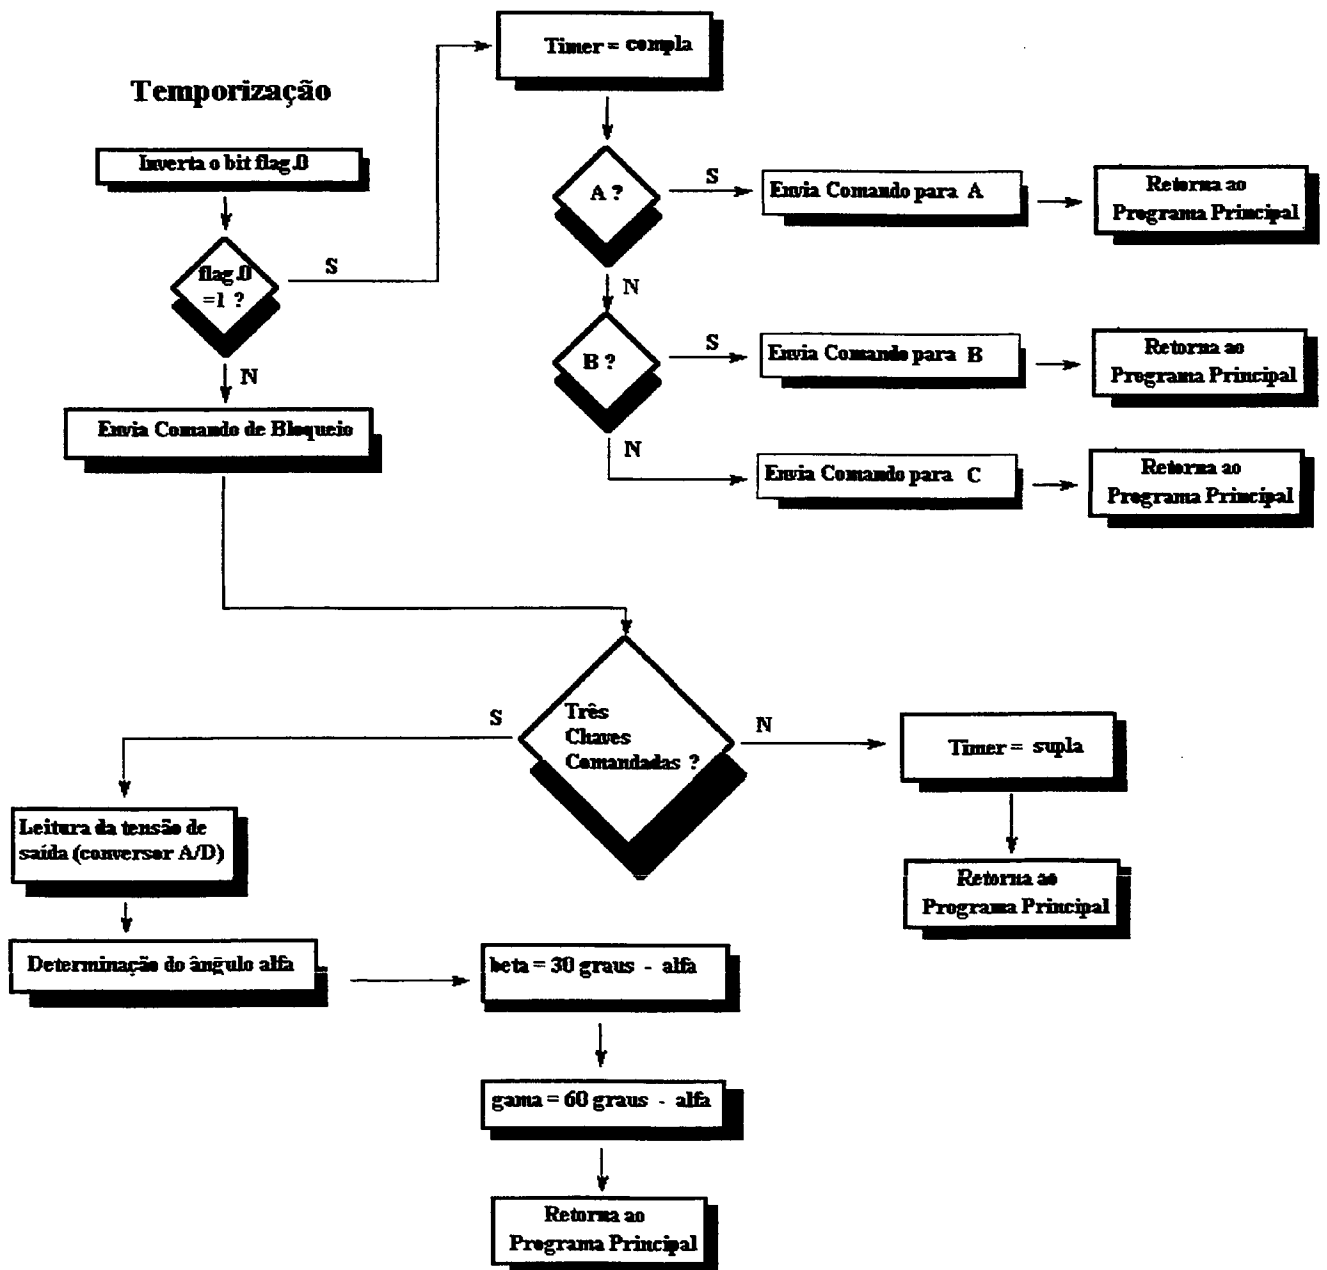 Temporização
Inverta o bit flag.0
flag.0
=1 ?
S
N
Envia Comando de Bloqueio
Timer = compla
A ?
S
Envia Comando para A
Retorna ao
Programa Principal
N
B ?
S
Envia Comando para B
Retorna ao
Programa Principal
N
Envia Comando para C
Retorna ao
Programa Principal
Três
Chaves
Comandadas ?
S
N
Timer = supla
Retorna ao
Programa Principal
Leitura da tensão de
saída (conversor A/D)
Determinação do ângulo alfa
beta = 30 graus - alfa
gama = 60 graus - alfa
Retorna ao
Programa Principal